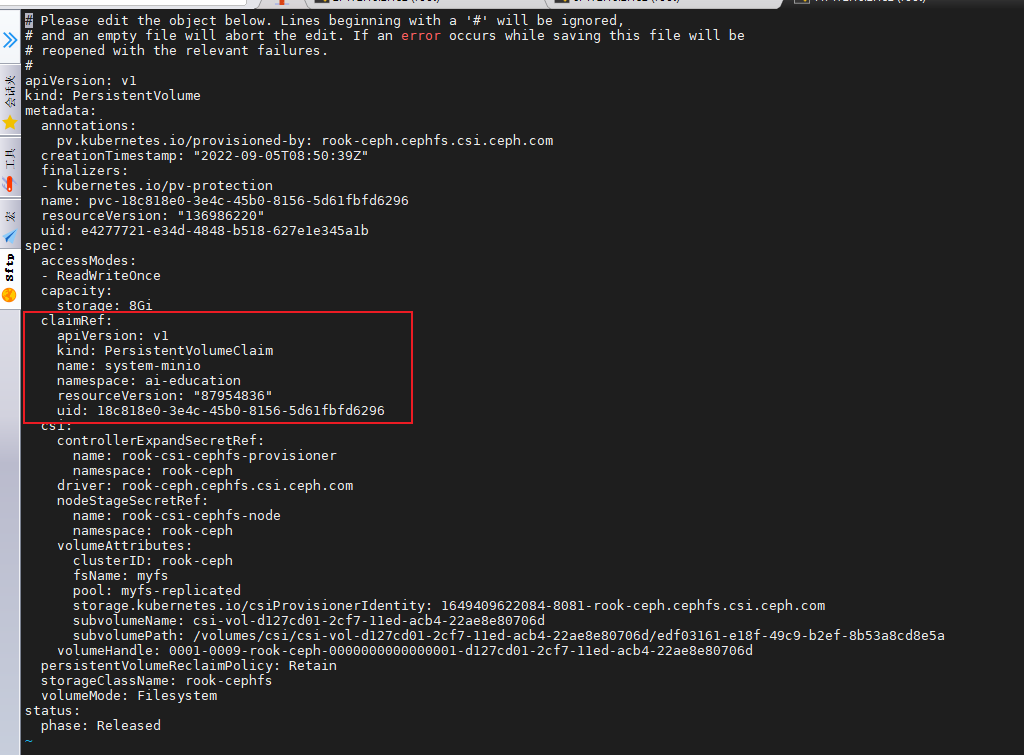 会话夹
工具
宏
Sftp
# Please edit the object below. Lines beginning with a '#' will be ignored,
# and an empty file will abort the edit. If an error occurs while saving this file will be
# reopened with the relevant failures.
#
apiVersion: v1
kind: PersistentVolume
metadata:
  annotations:
    pv.kubernetes.io/provisioned-by: rook-ceph.cephfs.csi.ceph.com
  creationTimestamp: "2022-09-05T08:50:39Z"
  finalizers:
  - kubernetes.io/pv-protection
  name: pvc-18c818e0-3e4c-45b0-8156-5d61fbfd6296
  resourceVersion: "136986220"
  uid: e4277721-e34d-4848-b518-627e1e345a1b
spec:
  accessModes:
  - ReadWriteOnce
  capacity:
    storage: 8Gi
  claimRef:
    apiVersion: v1
    kind: PersistentVolumeClaim
    name: system-minio
    namespace: ai-education
    resourceVersion: "87954836"
    uid: 18c818e0-3e4c-45b0-8156-5d61fbfd6296
  csi:
    controllerExpandSecretRef:
      name: rook-csi-cephfs-provisioner
      namespace: rook-ceph
    driver: rook-ceph.cephfs.csi.ceph.com
    nodeStageSecretRef:
      name: rook-csi-cephfs-node
      namespace: rook-ceph
    volumeAttributes:
      clusterID: rook-ceph
      fsName: myfs
      pool: myfs-replicated
      storage.kubernetes.io/csiProvisionerIdentity: 1649409622084-8081-rook-ceph.cephfs.csi.ceph.com
      subvolumeName: csi-vol-d127cd01-2cf7-11ed-acb4-22ae8e80706d
      subvolumePath: /volumes/csi/csi-vol-d127cd01-2cf7-11ed-acb4-22ae8e80706d/edf03161-e18f-49c9-b2ef-8b53a8cd8e5a
    volumeHandle: 0001-0009-rook-ceph-0000000000000001-d127cd01-2cf7-11ed-acb4-22ae8e80706d
  persistentVolumeReclaimPolicy: Retain
  storageClassName: rook-cephfs
  volumeMode: Filesystem
status:
  phase: Released
~